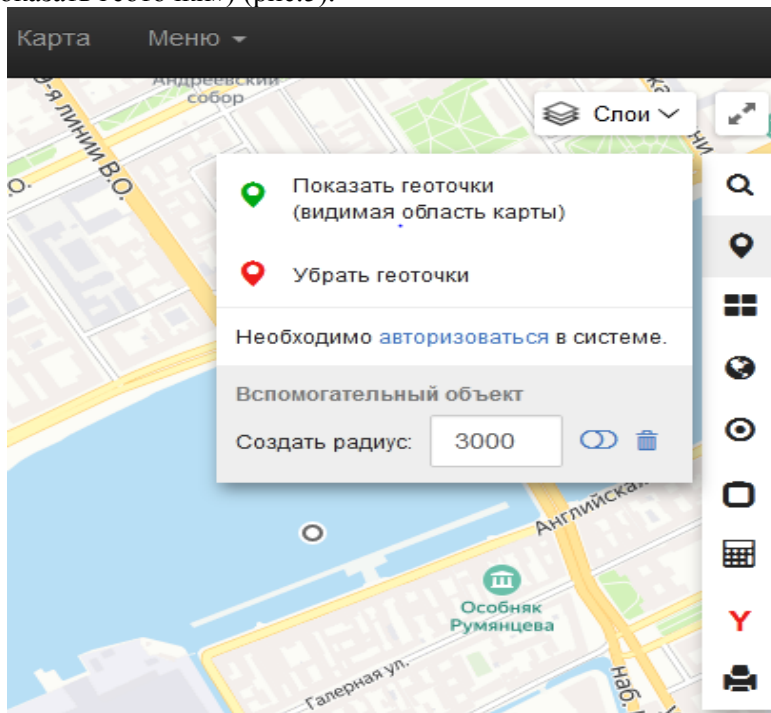 Карта Меню
Андреевский
собор
Слои
-я линии В.О.
Показать геоточки
(видимая область карты)
Убрать геоточки
Необходимо авторизоваться в системе.
Вспомогательный объект
Создать радиус: 3000
Английская
Особняк
Румянцева
Галерная ул.
наб.
Y